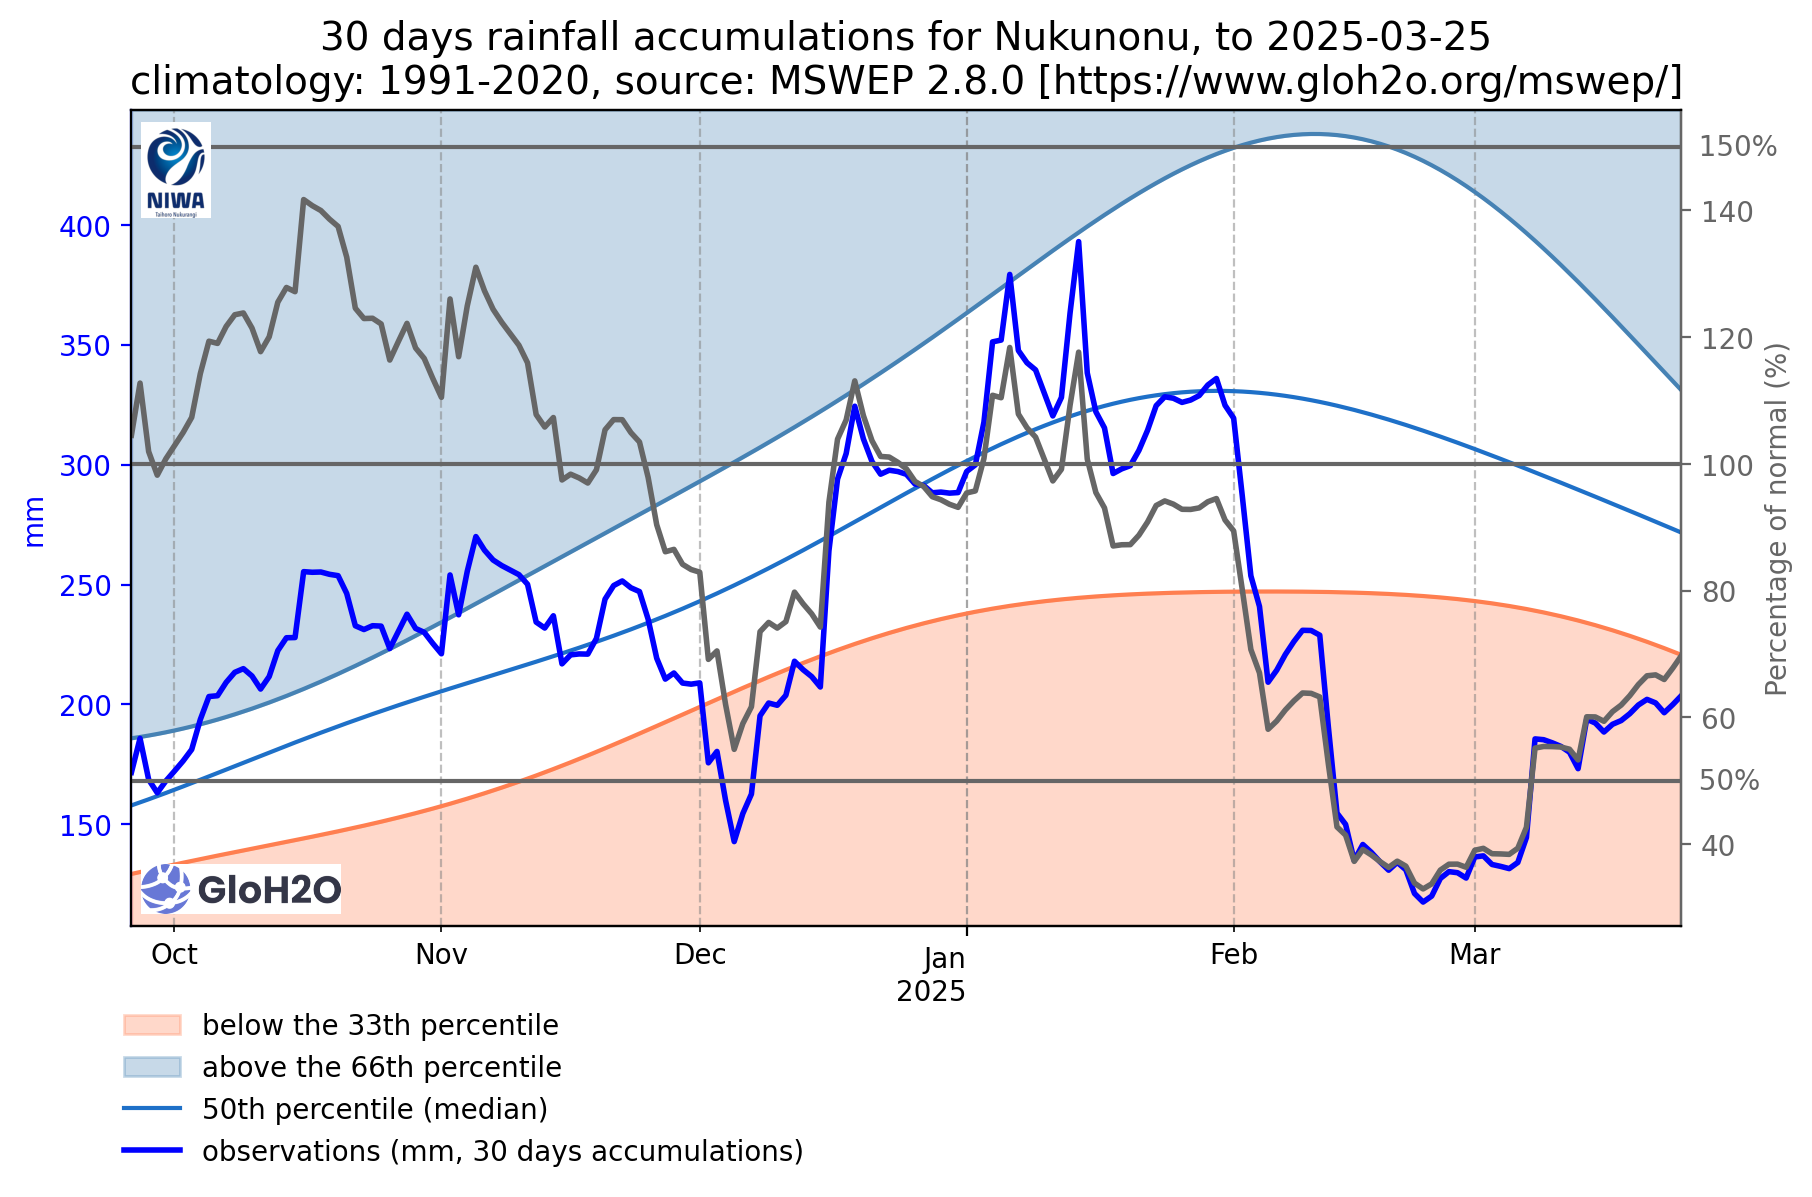 30 days rainfall accumulations for Nukunonu, to 2025-03-25
climatology: 1991-2020, source: MSWEP 2.8.0 [https://www.gloh2o.org/mswep/]
NIWA
Taihoro Nukurangi
400
350
300
250
200
150
mm
150%
140
120
100
80
60
50%
40
Percentage of normal (%)
GloH2O
Oct
Nov
Dec
Jan
2025
Feb
Mar
below the 33th percentile
above the 66th percentile
50th percentile (median)
observations (mm, 30 days accumulations)